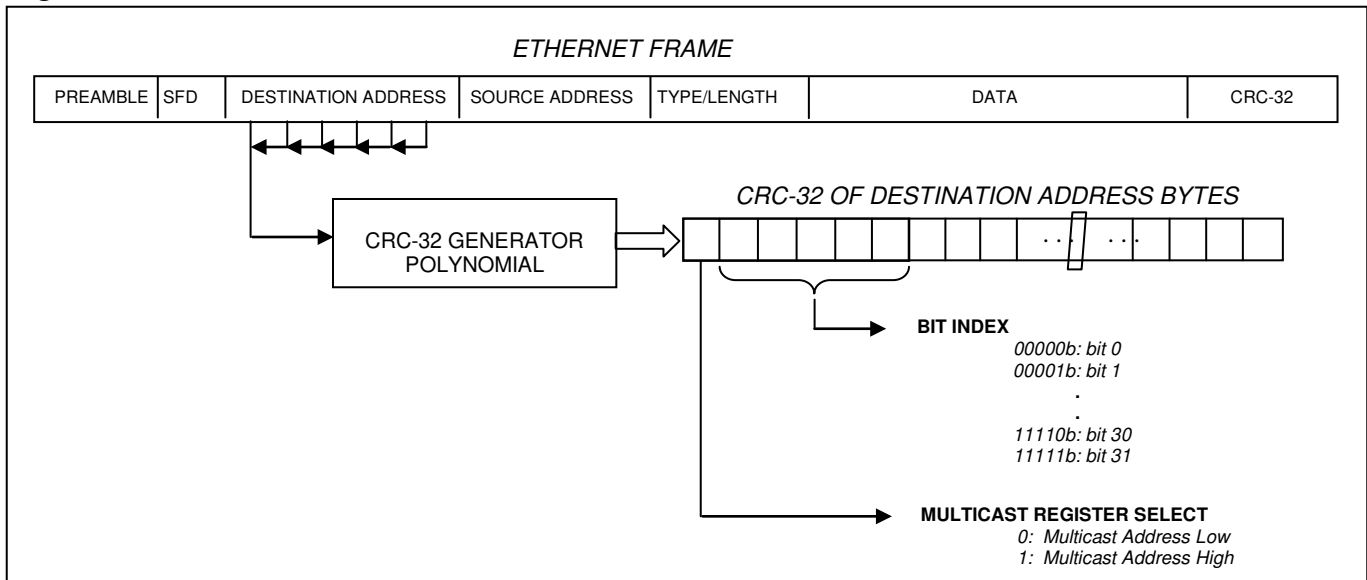 ETHERNET FRAME
PREAMBLE SFD DESTINATION ADDRESS SOURCE ADDRESS TYPE/LENGTH DATA CRC-32
CRC-32 OF DESTINATION ADDRESS BYTES
CRC-32 GENERATOR
POLYNOMIAL
. . . . . .
BIT INDEX
00000b: bit 0
00001b: bit 1
.
.
11110b: bit 30
11111b: bit 31
MULTICAST REGISTER SELECT
0: Multicast Address Low
1: Multicast Address High